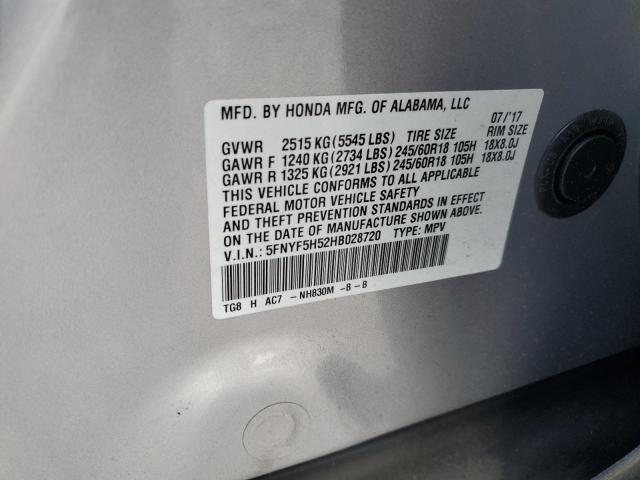 MFD. BY HONDA MFG. OF ALABAMA, LLC 07/'17
GVWR 2515 KG (5545 LBS) TIRE SIZE RIM SIZE
GAWR F 1240 KG (2734 LBS) 245/60R18 105H 18X8.0J
GAWR R 1325 KG (2921 LBS) 245/60R18 105H 18X8.0J
THIS VEHICLE CONFORMS TO ALL APPLICABLE
FEDERAL MOTOR VEHICLE SAFETY
AND THEFT PREVENTION STANDARDS IN EFFECT
ON THE DATE OF MANUFACTURE SHOWN ABOVE.
V.I.N.: 5FNYF5H52HB028720 TYPE: MPV
TG8 H AC7 -NH830M -B-B